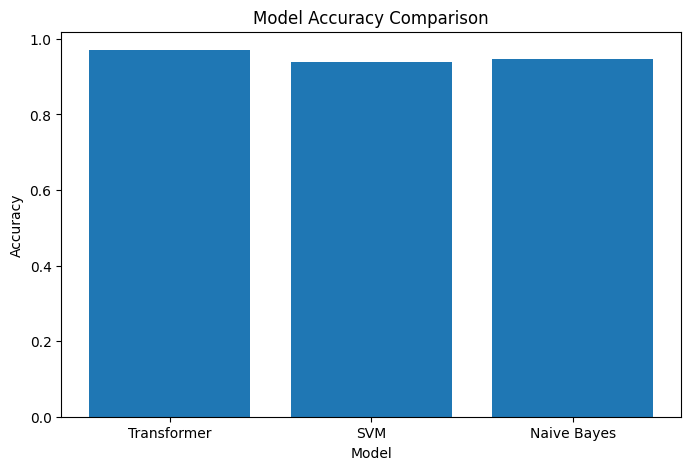 Model Accuracy Comparison
1.0
0.8
0.6
0.4
0.2
0.0
Accuracy
Transformer SVM Naive Bayes
Model